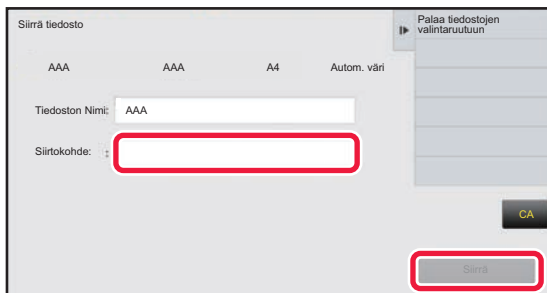 Siirrä tiedosto
Palaa tiedostojen
valintaruutuun
AAA AAA A4 Autom. väri
Tiedoston Nimi: AAA
Siirtokohde: :
CA
Siirrä